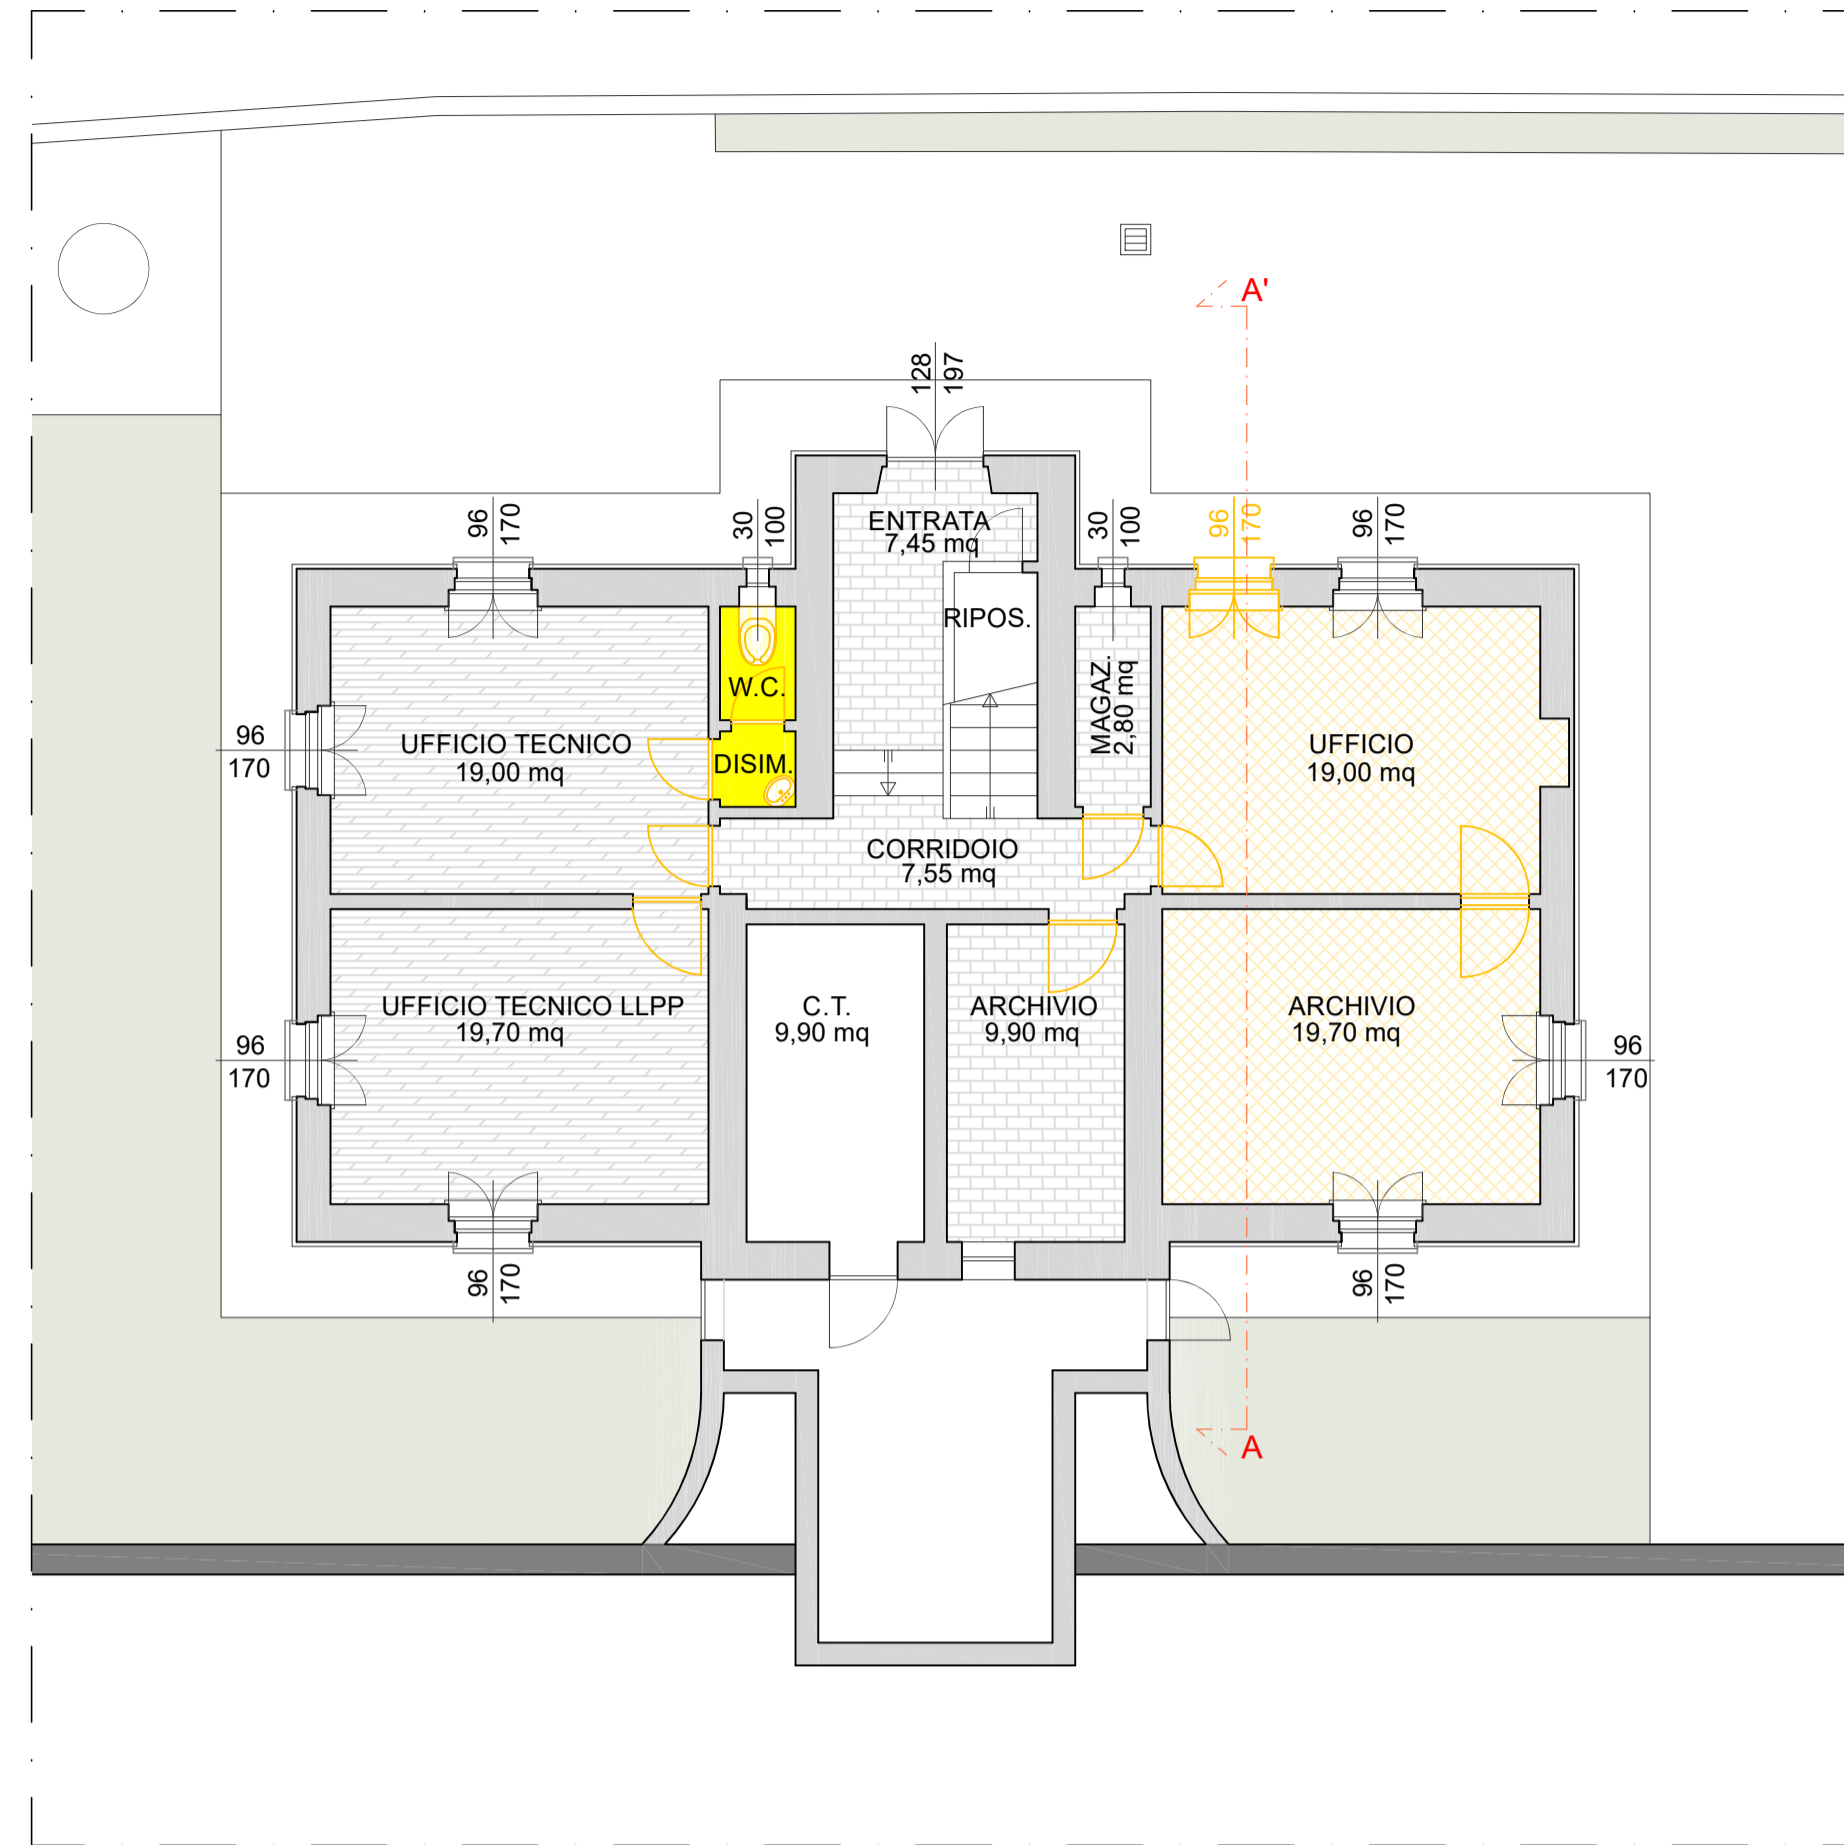 A'
128
197
96
170
30
100
30
100
96
170
96
170
ENTRATA
7,45 mq
RIPOS.
W.C.
DISIM.
MAGAZ.
2,80 mq
96
170
UFFICIO TECNICO
19,00 mq
UFFICIO
19,00 mq
CORRIDOIO
7,55 mq
UFFICIO TECNICO LLPP
19,70 mq
C.T.
9,90 mq
ARCHIVIO
9,90 mq
ARCHIVIO
19,70 mq
96
170
96
170
96
170
96
170
A